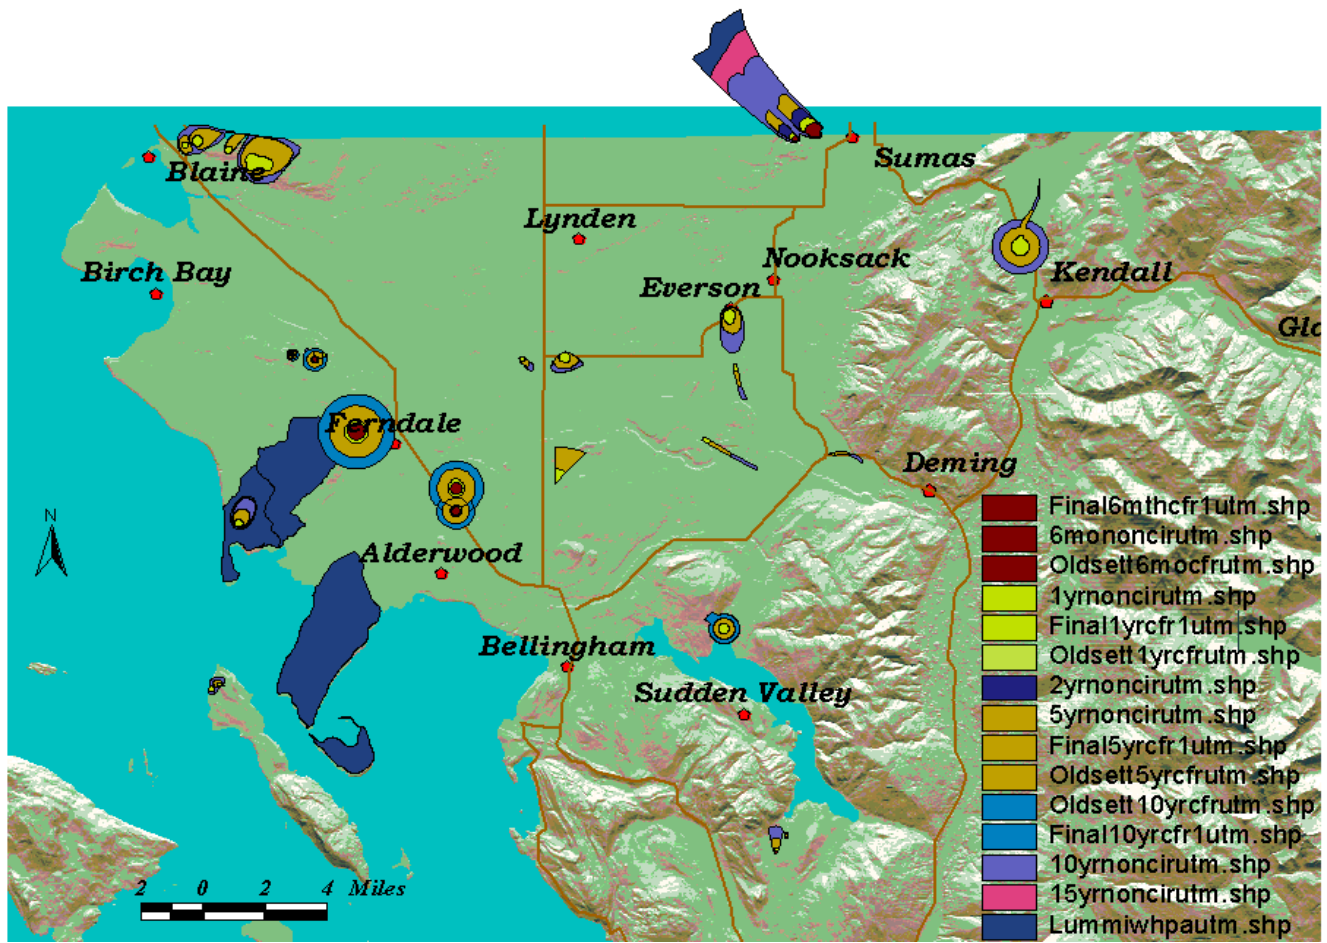 Sumas
Blaine
Lynden
Nooksack
Birch Bay
Everson
Kendall
Ferndale
Deming
N
Alderwood
Bellingham
Sudden Valley
2 0 2 4 Miles
Final6mthcfr1utm.shp
6mononcirutm.shp
Oldsett6mocfrutm.shp
1yrnoncirutm.shp
Final1yrcfr1utm.shp
Oldsett1yrcfrutm.shp
2yrnoncirutm.shp
5yrnoncirutm.shp
Final5yrcfr1utm.shp
Oldsett5yrcfrutm.shp
Oldsett10yrcfrutm.shp
Final10yrcfr1utm.shp
10yrnoncirutm.shp
15yrnoncirutm.shp
Lummiwhpautm.shp